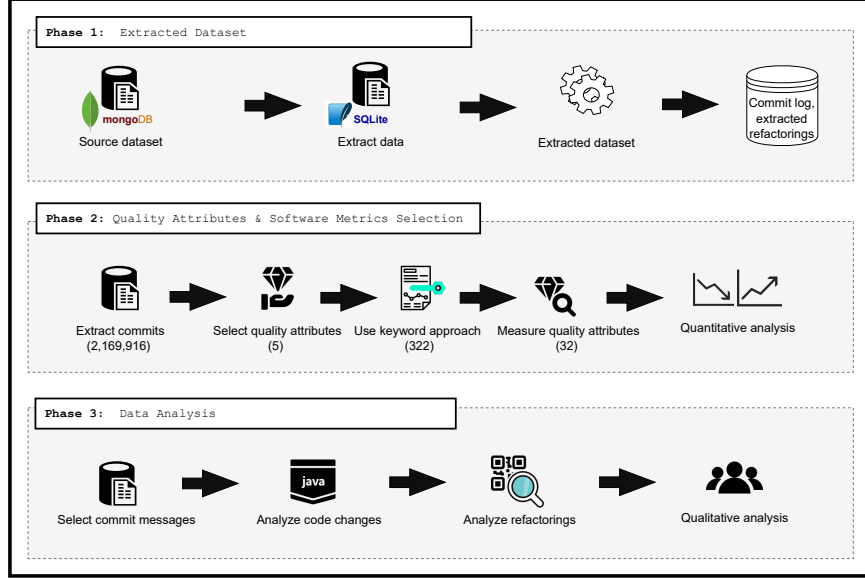 Phase 1: Extracted Dataset
mongoDB
Source dataset
SQLite
Extract data
Extracted dataset
Commit log,
extracted
refactorings
Phase 2: Quality Attributes & Software Metrics Selection
Extract commits
(2,169,916)
Select quality attributes
(5)
Use keyword approach
(322)
Measure quality attributes
(32)
Quantitative analysis
Phase 3: Data Analysis
Select commit messages
java
Analyze code changes
Analyze refactorings
Qualitative analysis